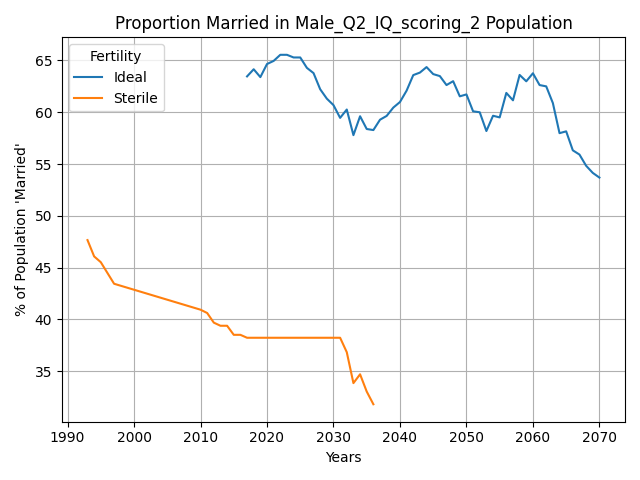 Proportion Married in Male_Q2_IQ_scoring_2 Population
Fertility
Ideal
Sterile
% of Population 'Married'
65
60
55
50
45
40
35
1990
2000
2010
2020
2030
2040
2050
2060
2070
Years